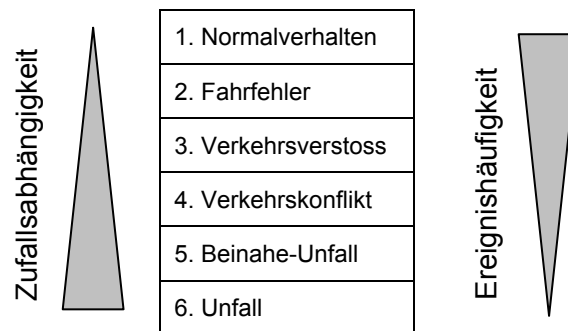 Zufallsabhängigkeit
1. Normalverhalten
2. Fahrfehler
3. Verkehrsverstoss
4. Verkehrskonflikt
5. Beinahe-Unfall
6. Unfall
Ereignishäufigkeit